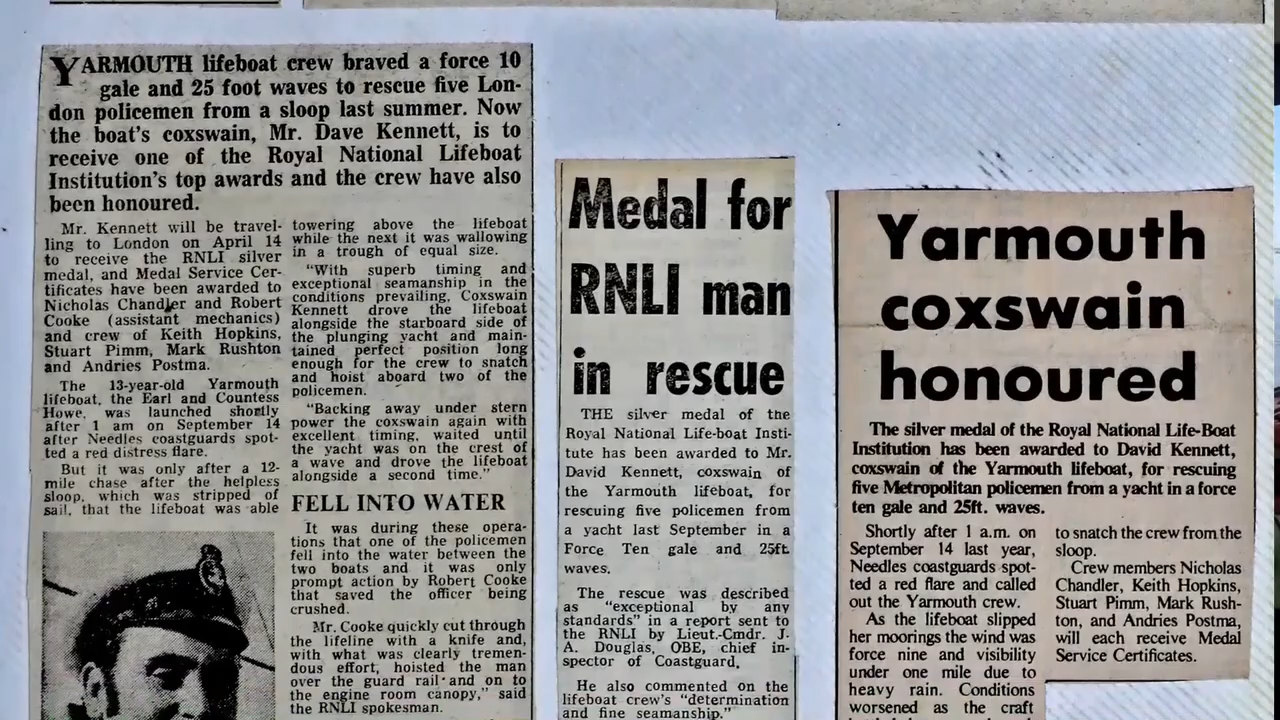 YARMOUTH lifeboat crew braved a force 10
gale and 25 foot waves to rescue five Lon-
don policemen from a sloop last summer. Now
the boat's coxswain, Mr. Dave Kennett, is to
receive one of the Royal National Lifeboat
Institution's top awards and the crew have also
been honoured.
Mr. Kennett will be travel-
ling to London on April 14
to receive the RNLI silver
medal, and Medal Service Cer-
tificates have been awarded to
Nicholas Chandler and Robert
Cooke (assistant mechanics)
and crew of Keith Hopkins,
Stuart Pimm, Mark Rushton
and Andries Postma.
The 13-year-old Yarmouth
lifeboat, the Earl and Countess
Howe, was launched shortly
after 1 am on September 14
after Needles coastguards spot-
ted a red distress flare.
But it was only after a 12-
mile chase after the helpless
sloop, which was stripped of
sail, that the lifeboat was able
towering above the lifeboat
while the next it was wallowing
in a trough of equal size.
"With superb timing and
exceptional seamanship in the
conditions prevailing, Coxswain
Kennett drove the lifeboat
alongside the starboard side of
the plunging yacht and main-
tained perfect position long
enough for the crew to snatch
and hoist aboard two of the
policemen.
"Backing away under stern
power the coxswain again with
excellent timing, waited until
the yacht was on the crest of
a wave and drove the lifeboat
alongside a second time."
FELL INTO WATER
It was during these opera-
tions that one of the policemen
fell into the water between the
two boats and it was only
prompt action by Robert Cooke
that saved the officer being
crushed.
Mr. Cooke quickly cut through
the lifeline with a knife and,
with what was clearly tremen-
dous effort, hoisted the man
over the guard rail and on to
the engine room canopy," said
the RNLI spokesman.
Medal for
RNLI man
in rescue
THE silver medal of the
Royal National Life-boat Insti-
tute has been awarded to Mr.
David Kennett, coxswain of
the Yarmouth lifeboat, for
rescuing five policemen from
a yacht last September in a
Force Ten gale and 25ft.
waves.
The rescue was described
as "exceptional by any
standards" in a report sent to
the RNLI by Lieut.-Cmdr. J.
A. Douglas, OBE, chief in-
spector of Coastguard.
He also commented on the
lifeboat crew's "determination
and fine seamanship."
Yarmouth
coxswain
honoured
The silver medal of the Royal National Life-Boat
Institution has been awarded to David Kennett,
coxswain of the Yarmouth lifeboat, for rescuing
five Metropolitan policemen from a yacht in a force
ten gale and 25ft. waves.
Shortly after 1 a.m. on
September 14 last year,
Needles coastguards spot-
ted a red flare and called
out the Yarmouth crew.
As the lifeboat slipped
her moorings the wind was
force nine and visibility
under one mile due to
heavy rain. Conditions
worsened as the craft
to snatch the crew from the
sloop.
Crew members Nicholas
Chandler, Keith Hopkins,
Stuart Pimm, Mark Rush-
ton, and Andries Postma,
will each receive Medal
Service Certificates.